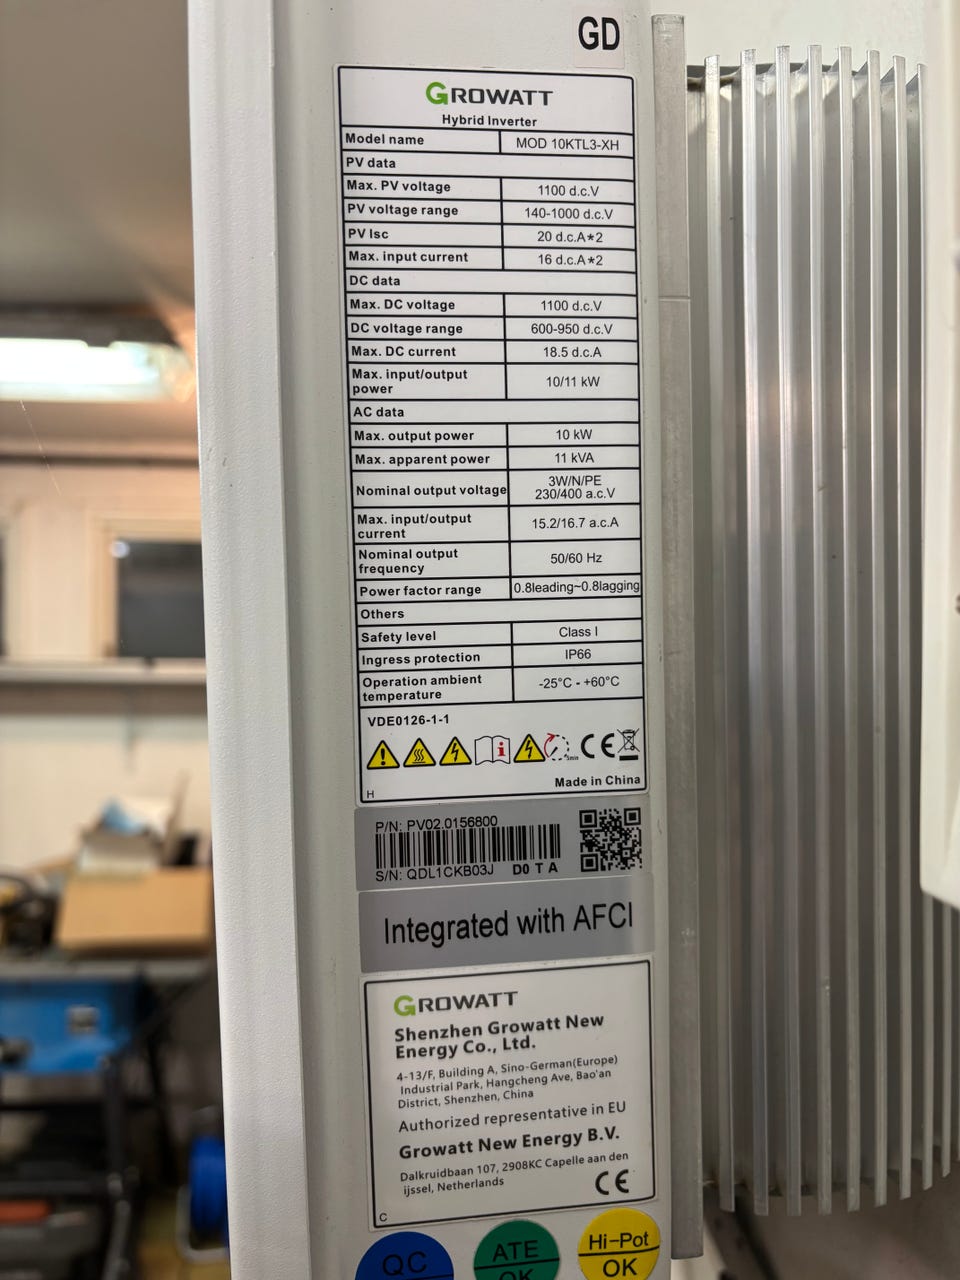 GD
GROWATT
Hybrid Inverter
Model name MOD 10KTL3-XH
PV data
Max. PV voltage 1100 d.c.V
PV voltage range 140-1000 d.c.V
PV Isc 20 d.c.A*2
Max. input current 16 d.c.A*2
DC data
Max. DC voltage 1100 d.c.V
DC voltage range 600-950 d.c.V
Max. DC current 18.5 d.c.A
Max. input/output
power 10/11 kW
AC data
Max. output power 10 kW
Max. apparent power 11 kVA
Nominal output voltage 3W/N/PE
230/400 a.c.V
Max. input/output
current 15.2/16.7 a.c.A
Nominal output
frequency 50/60 Hz
Power factor range 0.8leading~0.8lagging
Others
Safety level Class I
Ingress protection IP66
Operation ambient
temperature -25°C - +60°C
VDE0126-1-1
5min
CE
H
Made in China
P/N: PV02.0156800
S/N: QDL1CKB03J D0 T A
Integrated with AFCI
GROWATT
Shenzhen Growatt New
Energy Co., Ltd.
4-13/F, Building A, Sino-German(Europe)
Industrial Park, Hangcheng Ave, Bao'an
District, Shenzhen, China
Authorized representative in EU
Growatt New Energy B.V.
Dalkruidbaan 107, 2908KC Capelle aan den
ijssel, Netherlands
CE
C
QC
ATE
OK
Hi-Pot
OK